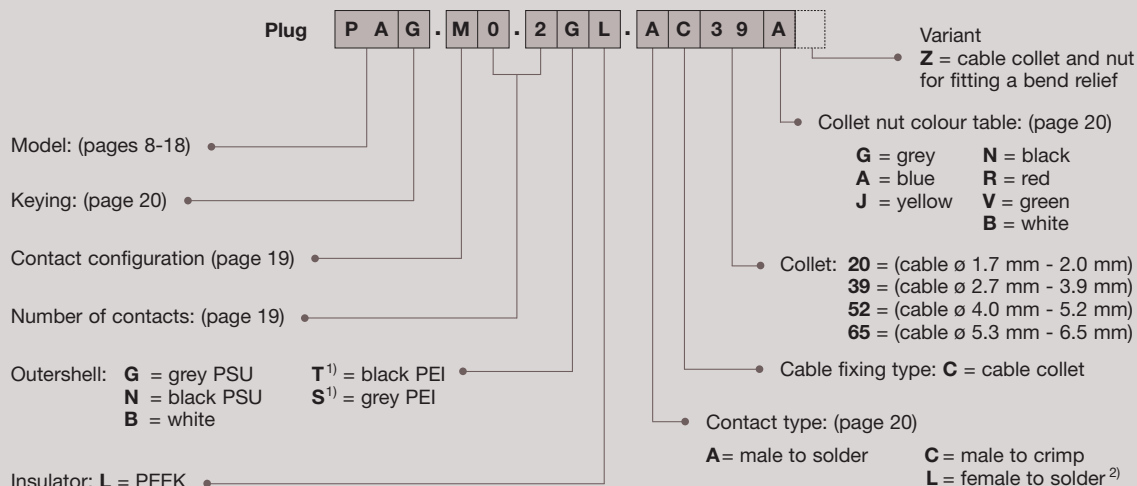 Plug PAG.M0.2GL.AC39A
Variant
Z = cable collet and nut
for fitting a bend relief
Collet nut colour table: (page 20)
G = grey N = black
A = blue R = red
J = yellow V = green
B = white
Model: (pages 8-18)
Keying: (page 20)
Contact configuration (page 19)
Collet: 20 = (cable ø 1.7 mm - 2.0 mm)
39 = (cable ø 2.7 mm - 3.9 mm)
52 = (cable ø 4.0 mm - 5.2 mm)
65 = (cable ø 5.3 mm - 6.5 mm)
Number of contacts: (page 19)
Outershell: G = grey PSU T1) = black PEI
N = black PSU S1) = grey PEI
B = white
Cable fixing type: C = cable collet
Contact type: (page 20)
A= male to solder C = male to crimp
L = female to solder 2)
Insulator: L = PEEK